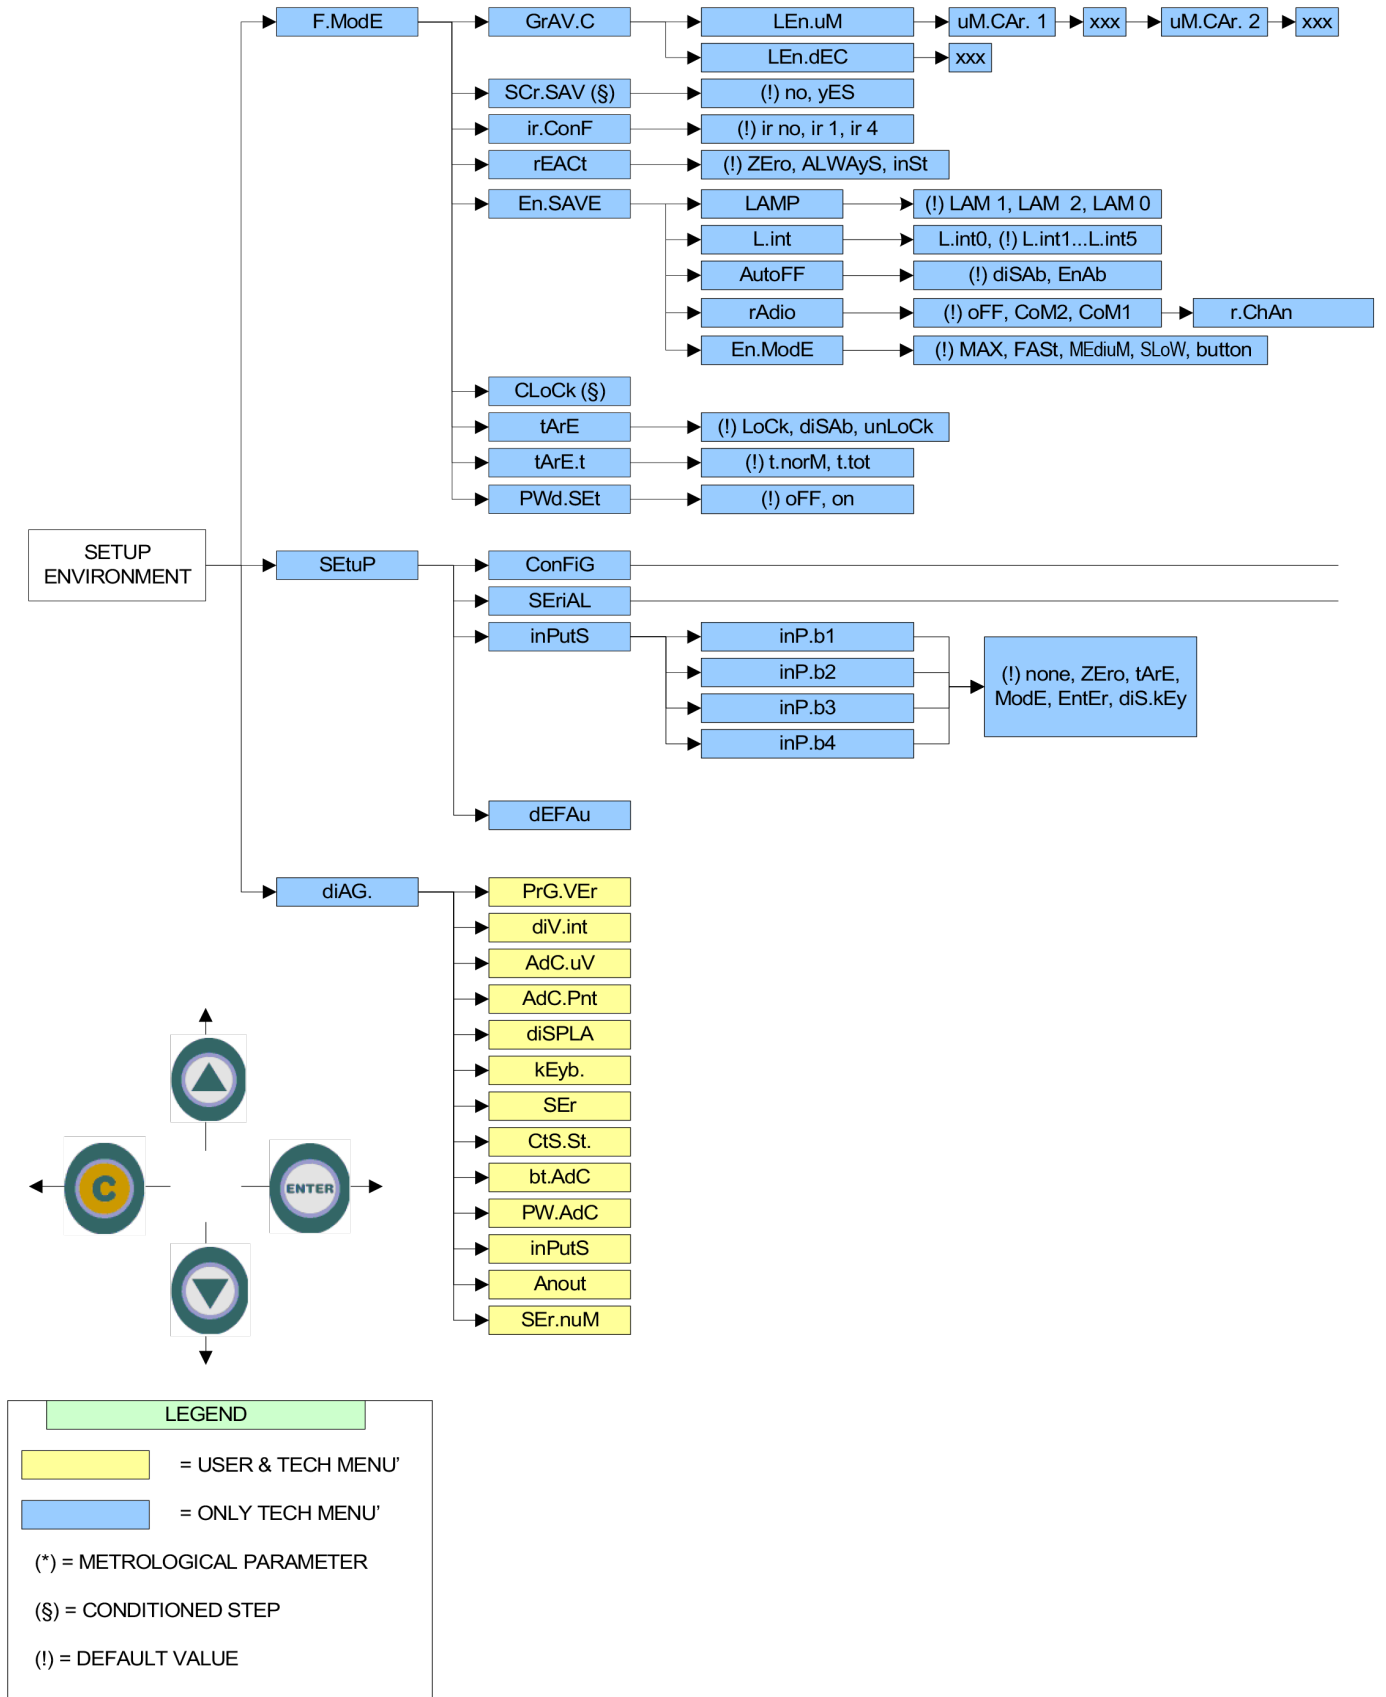 F.ModE
GrAV.C
LEn.uM
uM.CAr. 1
xxx
uM.CAr. 2
xxx
LEn.dEC
xxx
SCr.SAV (§)
(!) no, yES
ir.ConF
(!) ir no, ir 1, ir 4
rEACt
(!) ZEro, ALWAyS, inSt
En.SAVE
LAMP
(!) LAM 1, LAM  2, LAM 0
L.int
L.int0, (!) L.int1...L.int5
AutoFF
(!) diSAb, EnAb
rAdio
(!) oFF, CoM2, CoM1
r.ChAn
En.ModE
(!) MAX, FASt, MEdiuM, SLoW, button
CLoCk (§)
tArE
(!) LoCk, diSAb, unLoCk
tArE.t
(!) t.norM, t.tot
PWd.SEt
(!) oFF, on
SETUP
ENVIRONMENT
SEtuP
ConFiG
SEriAL
inPutS
inP.b1
inP.b2
inP.b3
inP.b4
(!) none, ZEro, tArE,
ModE, EntEr, diS.kEy
dEFAu
diAG.
PrG.VEr
diV.int
AdC.uV
AdC.Pnt
diSPLA
kEyb.
SEr
CtS.St.
bt.AdC
PW.AdC
inPutS
Anout
SEr.nuM
C
ENTER
LEGEND
= USER & TECH MENU’
= ONLY TECH MENU’
(*) = METROLOGICAL PARAMETER
(§) = CONDITIONED STEP
(!) = DEFAULT VALUE